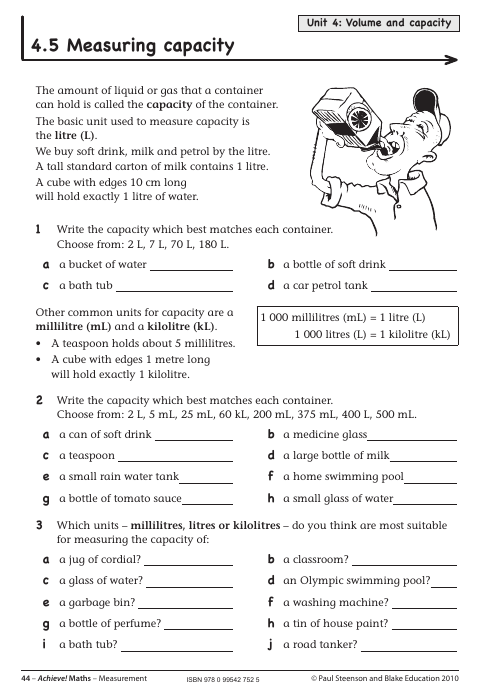 Unit 4: Volume and capacity
4.5 Measuring capacity
The amount of liquid or gas that a container
can hold is called the capacity of the container.
The basic unit used to measure capacity is
the litre (L).
We buy soft drink, milk and petrol by the litre.
A tall standard carton of milk contains 1 litre.
A cube with edges 10 cm long
will hold exactly 1 litre of water.
1 Write the capacity which best matches each container.
Choose from: 2 L, 7 L, 70 L, 180 L.
a a bucket of water
b a bottle of soft drink
c a bath tub
d a car petrol tank
Other common units for capacity are a
millilitre (mL) and a kilolitre (kL).
• A teaspoon holds about 5 millilitres.
• A cube with edges 1 metre long
will hold exactly 1 kilolitre.
1 000 millilitres (mL) = 1 litre (L)
1 000 litres (L) = 1 kilolitre (kL)
2 Write the capacity which best matches each container.
Choose from: 2 L, 5 mL, 25 mL, 60 kL, 200 mL, 375 mL, 400 L, 500 mL.
a a can of soft drink
b a medicine glass
c a teaspoon
d a large bottle of milk
e a small rain water tank
f a home swimming pool
g a bottle of tomato sauce
h a small glass of water
3 Which units – millilitres, litres or kilolitres – do you think are most suitable
for measuring the capacity of:
a a jug of cordial?
b a classroom?
c a glass of water?
d an Olympic swimming pool?
e a garbage bin?
f a washing machine?
g a bottle of perfume?
h a tin of house paint?
i a bath tub?
j a road tanker?
44 – Achieve! Maths – Measurement
ISBN 978 0 99542 752 5
© Paul Steenson and Blake Education 2010